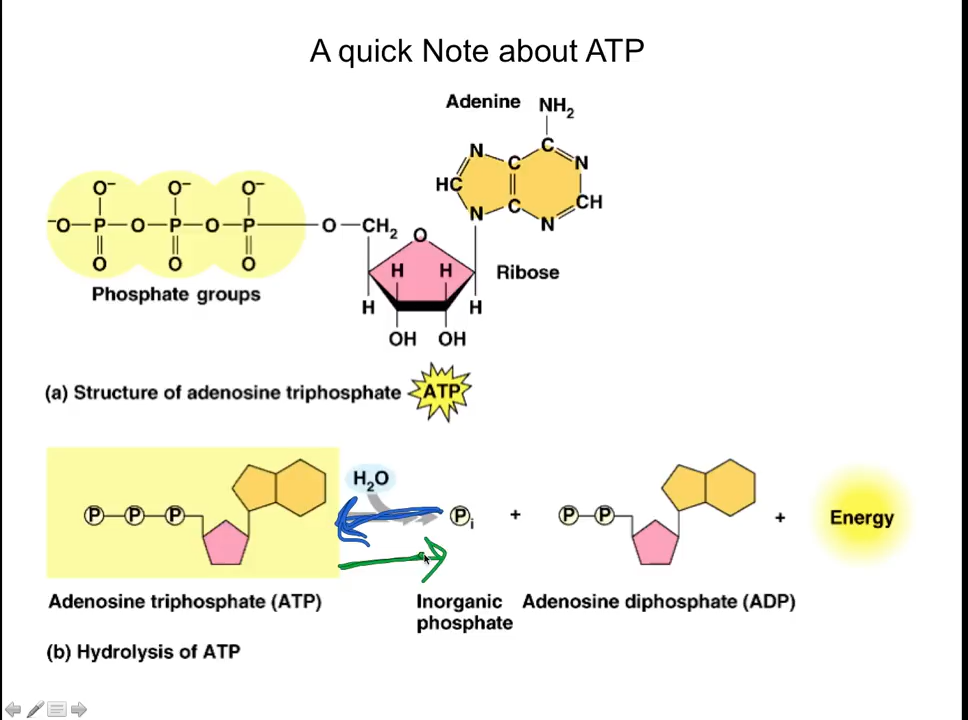 A quick Note about ATP
Adenine NH2
N C C N
HC CH
N C N
O⁻ O⁻ O⁻
⁻O—P—O—P—O—P—O—CH2 O
O O O
H H Ribose
Phosphate groups
H H
OH OH
(a) Structure of adenosine triphosphate ATP
H2O
P P P Pi + P P + Energy
Adenosine triphosphate (ATP) Inorganic phosphate Adenosine diphosphate (ADP)
(b) Hydrolysis of ATP